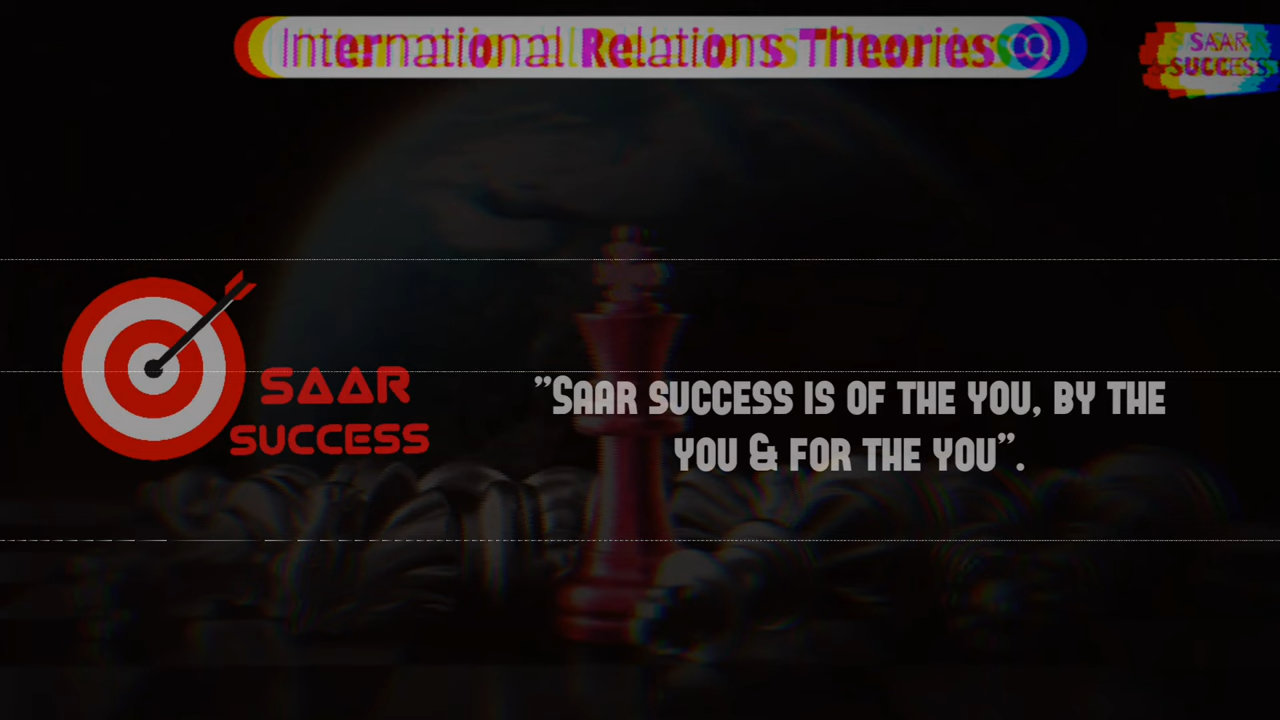 International Relations Theories
SAAR
SUCCESS
SAAR
SUCCESS
"SAAR SUCCESS IS OF THE YOU, BY THE
YOU & FOR THE YOU".